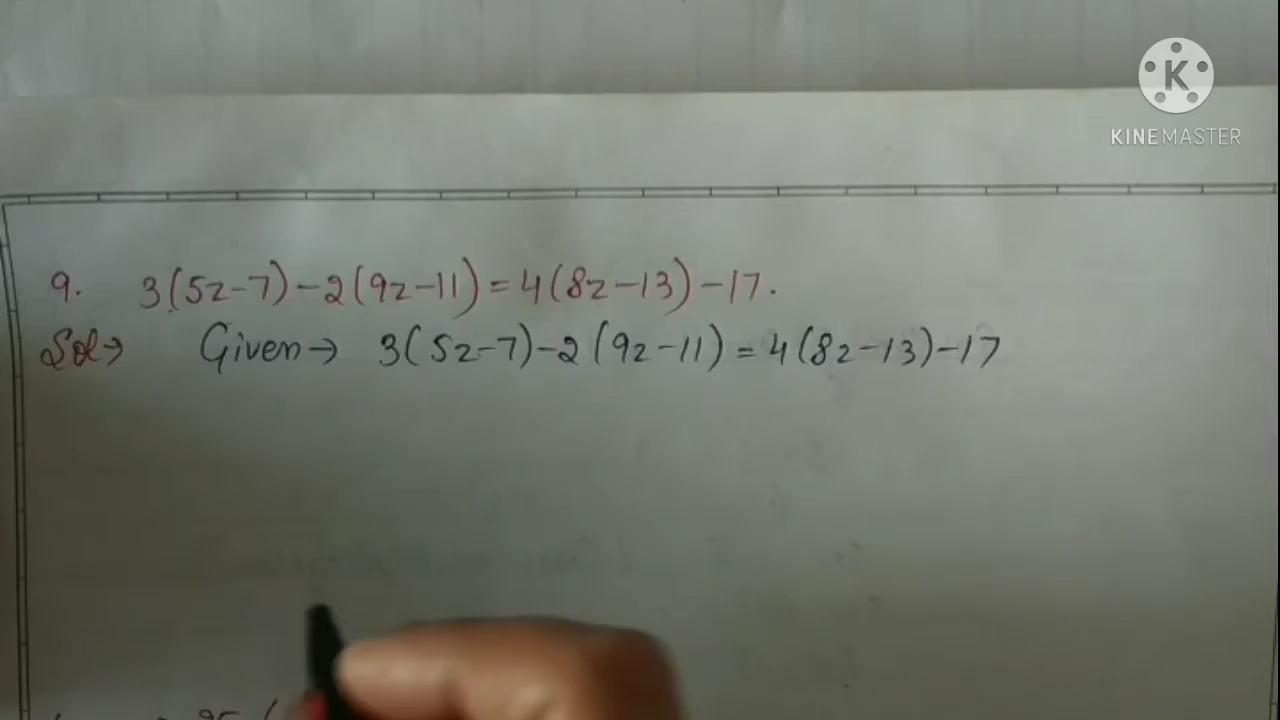 K
KINEMASTER
9. 3(5z-7)-2(9z-11)=4(8z-13)-17.
Sol→ Given→ 3(5z-7)-2(9z-11)=4(8z-13)-17